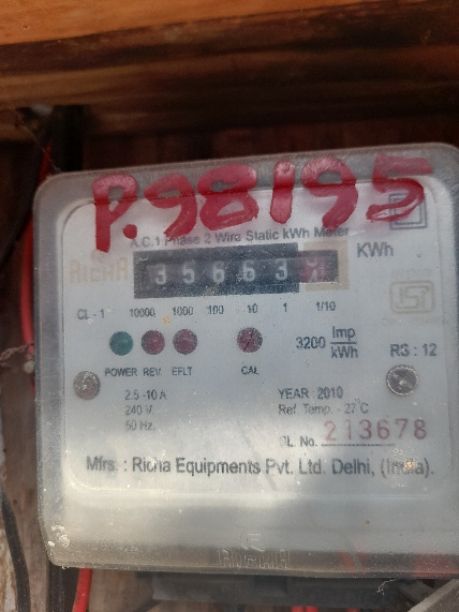 P.98195
A.C.1 Phase 2 Wire Static kWh Meter
RICHA
35663
KWh
CL - 1 10000 1000 100 10 1 1/10
3200 Imp/kWh
RS : 12
POWER REV. EFLT CAL
2.5 -10 A
240 V
50 Hz.
YEAR 2010
Ref. Temp. - 27°C
SL. No. 213678
Mfrs. : Richa Equipments Pvt. Ltd. Delhi, (India).